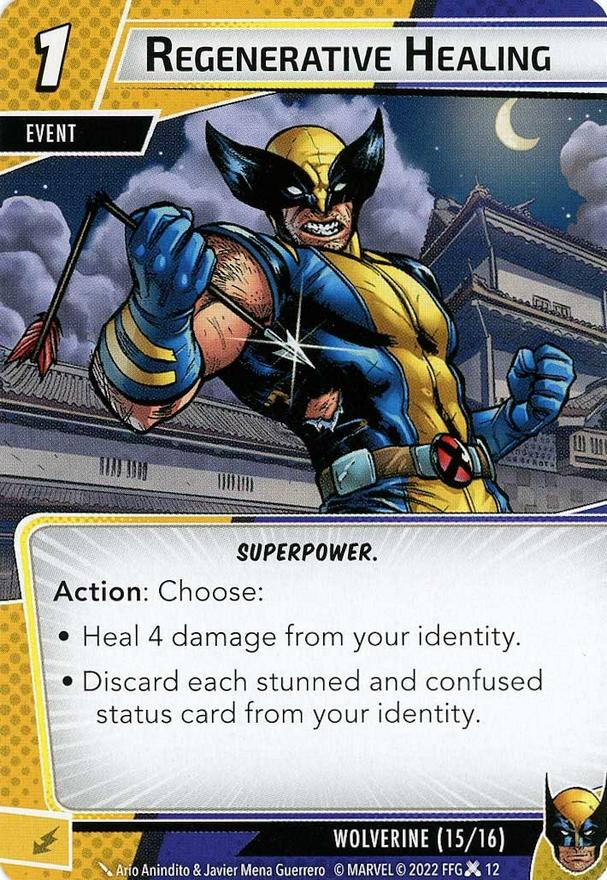 1
REGENERATIVE HEALING
EVENT
SUPERPOWER.
Action: Choose:
• Heal 4 damage from your identity.
• Discard each stunned and confused
status card from your identity.
WOLVERINE (15/16)
Ario Anindito & Javier Mena Guerrero © MARVEL © 2022 FFG 12